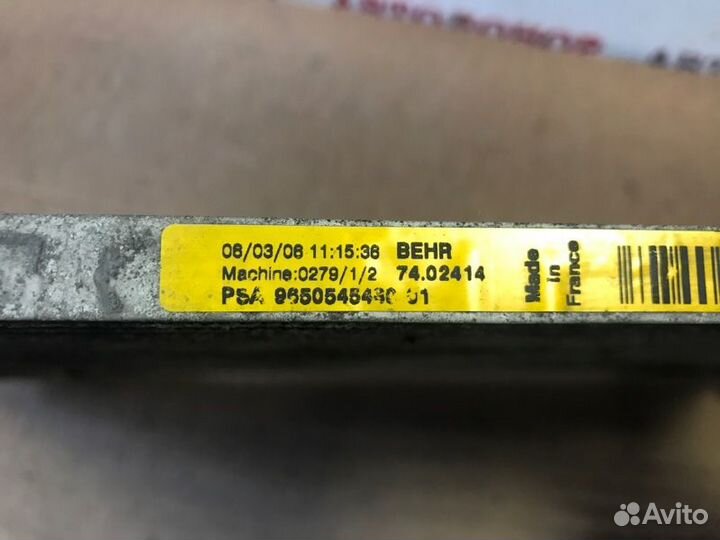 06/03/06 11:15:36 BEHR
Machine:0279/1/2 74.02414
PSA 9650545480 01
Made
in
France
Avito